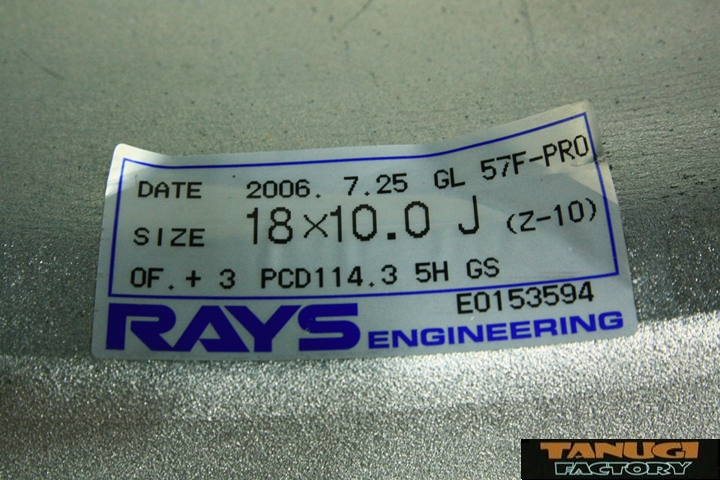 DATE 2006. 7.25 GL 57F-PRO
SIZE 18×10.0 J (Z-10)
OF.+ 3 PCD114.3 5H GS
E0153594
RAYS ENGINEERING
TANUGI
FACTORY